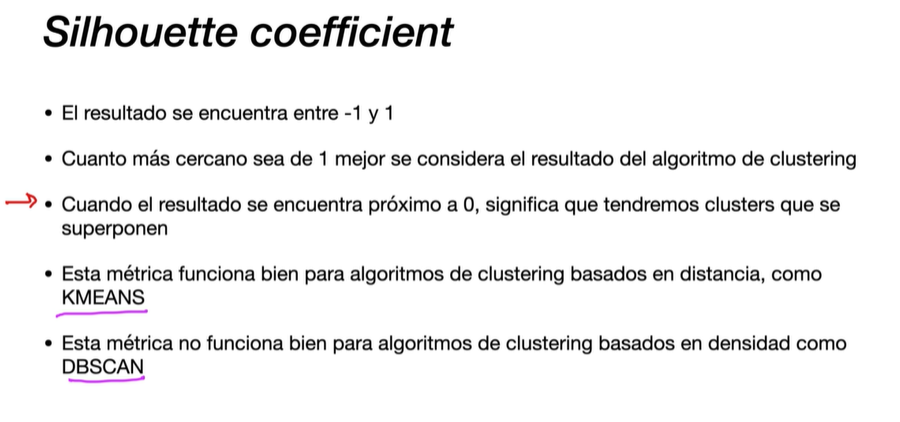 Silhouette coefficient
• El resultado se encuentra entre -1 y 1
• Cuanto más cercano sea de 1 mejor se considera el resultado del algoritmo de clustering
• Cuando el resultado se encuentra próximo a 0, significa que tendremos clusters que se
superponen
• Esta métrica funciona bien para algoritmos de clustering basados en distancia, como
KMEANS
• Esta métrica no funciona bien para algoritmos de clustering basados en densidad como
DBSCAN